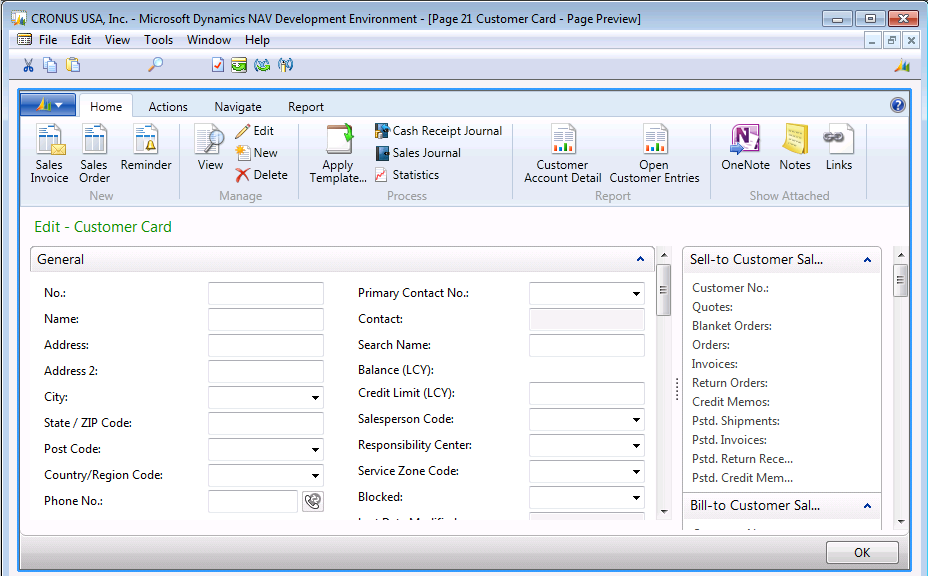 CRONUS USA, Inc. - Microsoft Dynamics NAV Development Environment - [Page 21 Customer Card - Page Preview]
File Edit View Tools Window Help
Home Actions Navigate Report
Sales Invoice
Sales Order
Reminder
New
View
Edit
New
Delete
Manage
Apply Template...
Cash Receipt Journal
Sales Journal
Statistics
Process
Customer Account Detail
Open Customer Entries
Report
OneNote
Notes
Links
Show Attached
Edit - Customer Card
General
No.:
Name:
Address:
Address 2:
City:
State / ZIP Code:
Post Code:
Country/Region Code:
Phone No.:
Primary Contact No.:
Contact:
Search Name:
Balance (LCY):
Credit Limit (LCY):
Salesperson Code:
Responsibility Center:
Service Zone Code:
Blocked:
Sell-to Customer Sal...
Customer No.:
Quotes:
Blanket Orders:
Orders:
Invoices:
Return Orders:
Credit Memos:
Pstd. Shipments:
Pstd. Invoices:
Pstd. Return Rece...
Pstd. Credit Mem...
Bill-to Customer Sal...
OK